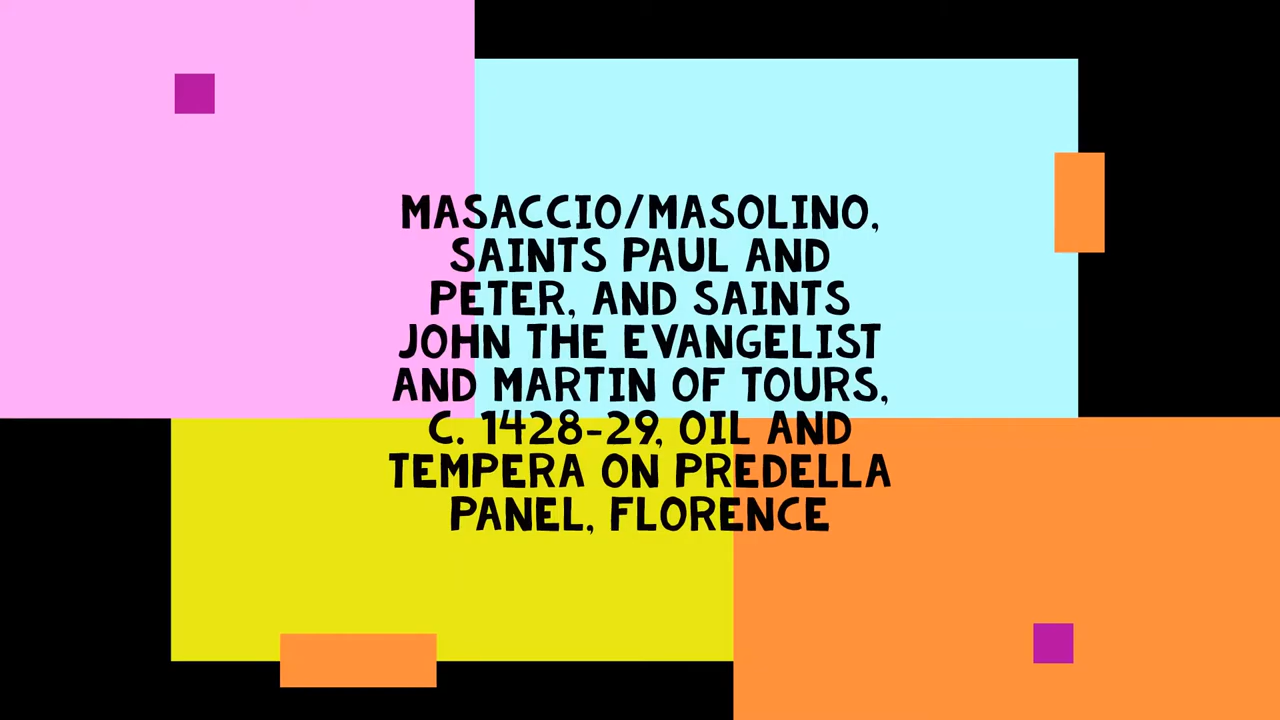 MASACCIO/MASOLINO,
SAINTS PAUL AND
PETER, AND SAINTS
JOHN THE EVANGELIST
AND MARTIN OF TOURS,
C. 1428-29, OIL AND
TEMPERA ON PREDELLA
PANEL, FLORENCE